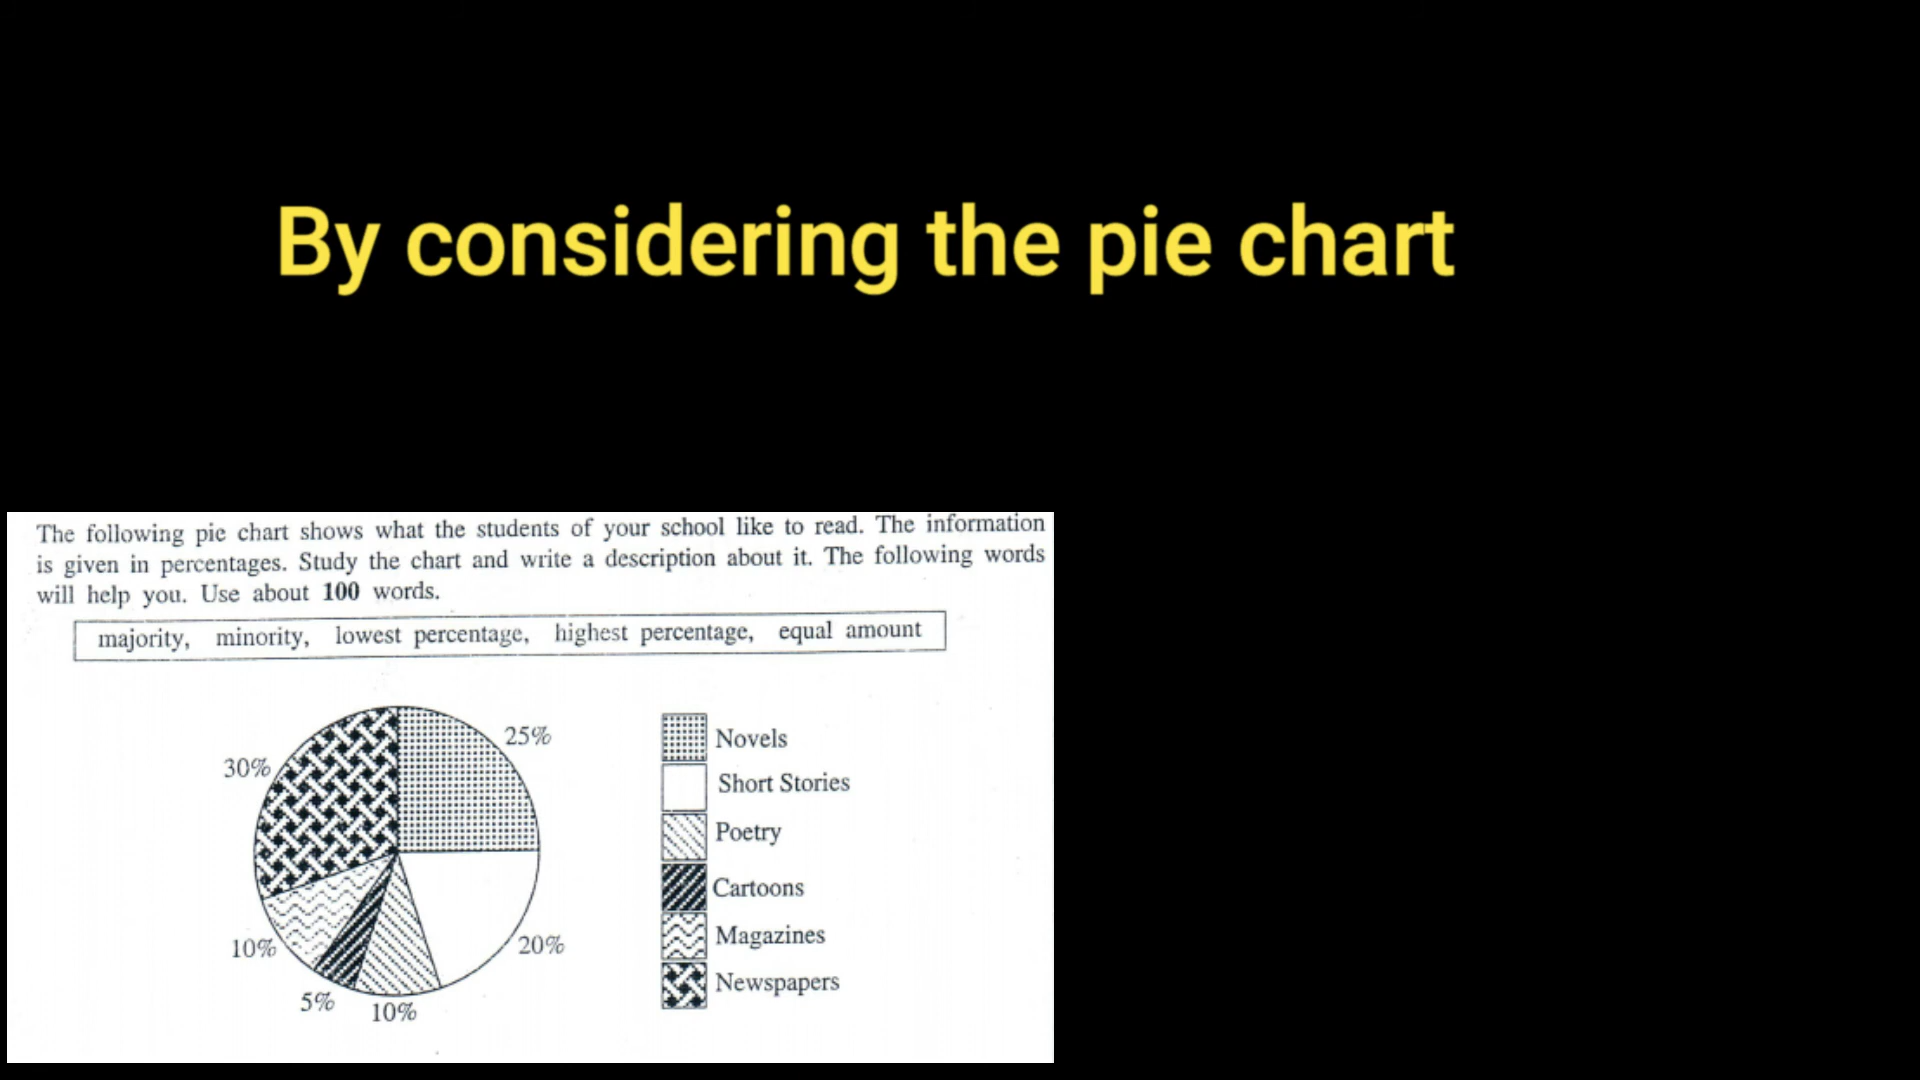 By considering the pie chart
The following pie chart shows what the students of your school like to read. The information
is given in percentages. Study the chart and write a description about it. The following words
will help you. Use about 100 words.
majority, minority, lowest percentage, highest percentage, equal amount
25%
30%
20%
10%
5%
10%
Novels
Short Stories
Poetry
Cartoons
Magazines
Newspapers